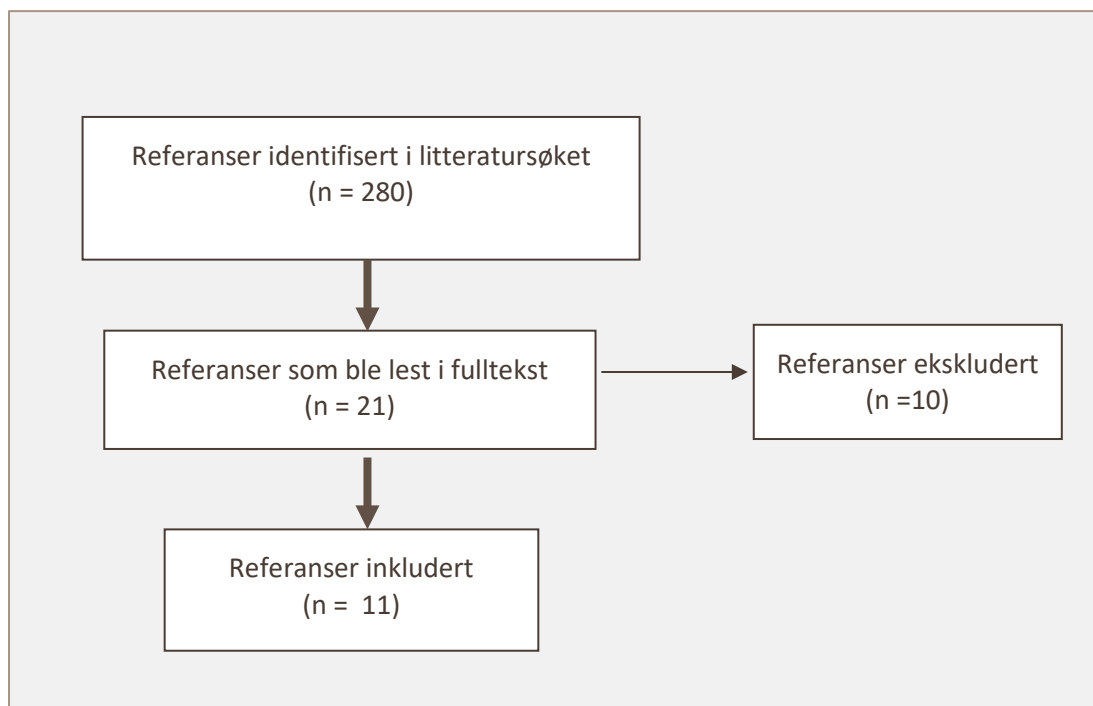 Referanser identifisert i litteratursøket
(n = 280)
Referanser som ble lest i fulltekst
(n = 21)
Referanser ekskludert
(n =10)
Referanser inkludert
(n =  11)